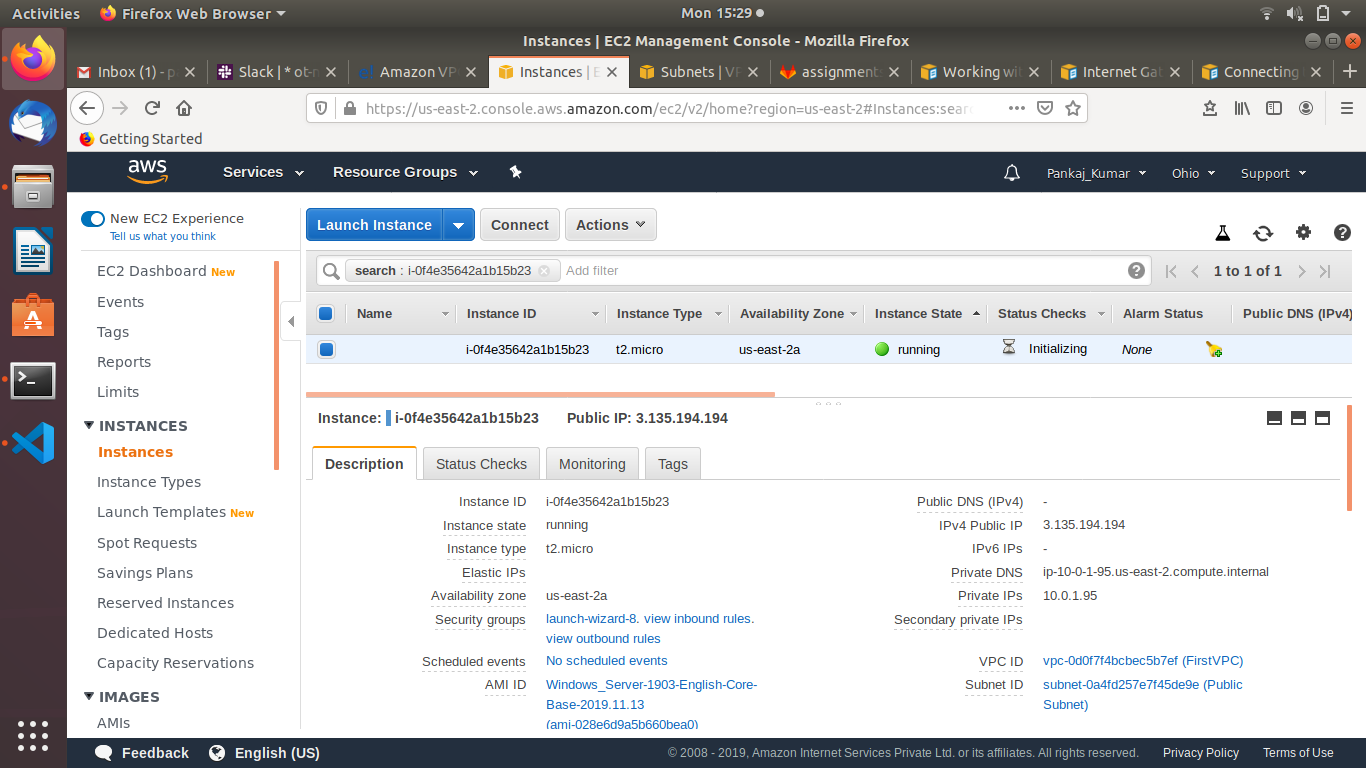 Activities Firefox Web Browser Mon 15:29
Instances | EC2 Management Console - Mozilla Firefox
Inbox (1) - p Slack | * ot-n Amazon VPC Instances | E Subnets | VP assignments Working wi Internet Gat Connecting
https://us-east-2.console.aws.amazon.com/ec2/v2/home?region=us-east-2#Instances:sear
Getting Started
aws Services Resource Groups Pankaj_Kumar Ohio Support
New EC2 Experience
Tell us what you think
EC2 Dashboard New
Events
Tags
Reports
Limits
INSTANCES
Instances
Instance Types
Launch Templates New
Spot Requests
Savings Plans
Reserved Instances
Dedicated Hosts
Capacity Reservations
IMAGES
AMIs
Launch Instance Connect Actions
search : i-0f4e35642a1b15b23 Add filter 1 to 1 of 1
Name Instance ID Instance Type Availability Zone Instance State Status Checks Alarm Status Public DNS (IPv4)
i-0f4e35642a1b15b23 t2.micro us-east-2a running Initializing None
Instance: i-0f4e35642a1b15b23 Public IP: 3.135.194.194
Description Status Checks Monitoring Tags
Instance ID i-0f4e35642a1b15b23 Public DNS (IPv4) -
Instance state running IPv4 Public IP 3.135.194.194
Instance type t2.micro IPv6 IPs -
Elastic IPs Private DNS ip-10-0-1-95.us-east-2.compute.internal
Availability zone us-east-2a Private IPs 10.0.1.95
Security groups launch-wizard-8. view inbound rules. Secondary private IPs
view outbound rules
Scheduled events No scheduled events VPC ID vpc-0d0f7f4bcbec5b7ef (FirstVPC)
AMI ID Windows_Server-1903-English-Core- Subnet ID subnet-0a4fd257e7f45de9e (Public
Base-2019.11.13 Subnet)
(ami-028e6d9a5b660bea0)
Feedback English (US) © 2008 - 2019, Amazon Internet Services Private Ltd. or its affiliates. All rights reserved. Privacy Policy Terms of Use